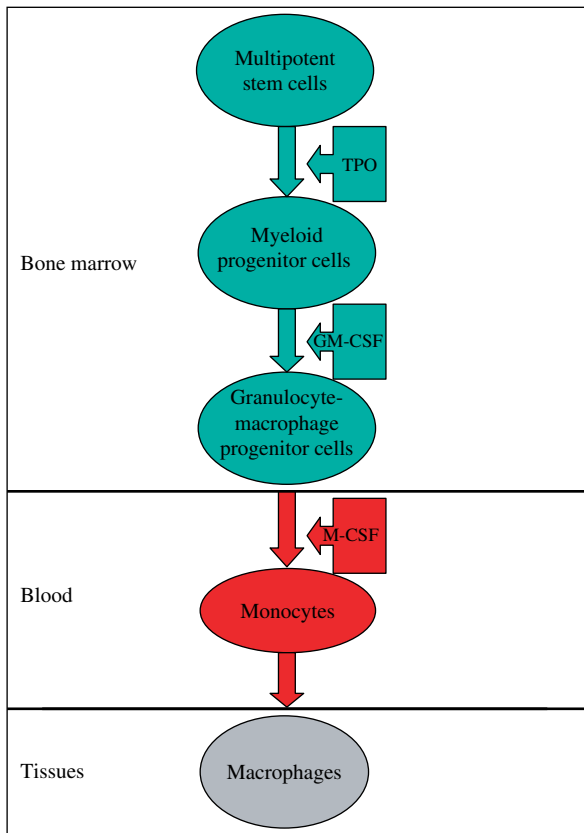 Multipotent
stem cells
TPO
Myeloid
progenitor cells
Bone marrow
GM-CSF
Granulocyte-
macrophage
progenitor cells
M-CSF
Blood
Monocytes
Tissues
Macrophages